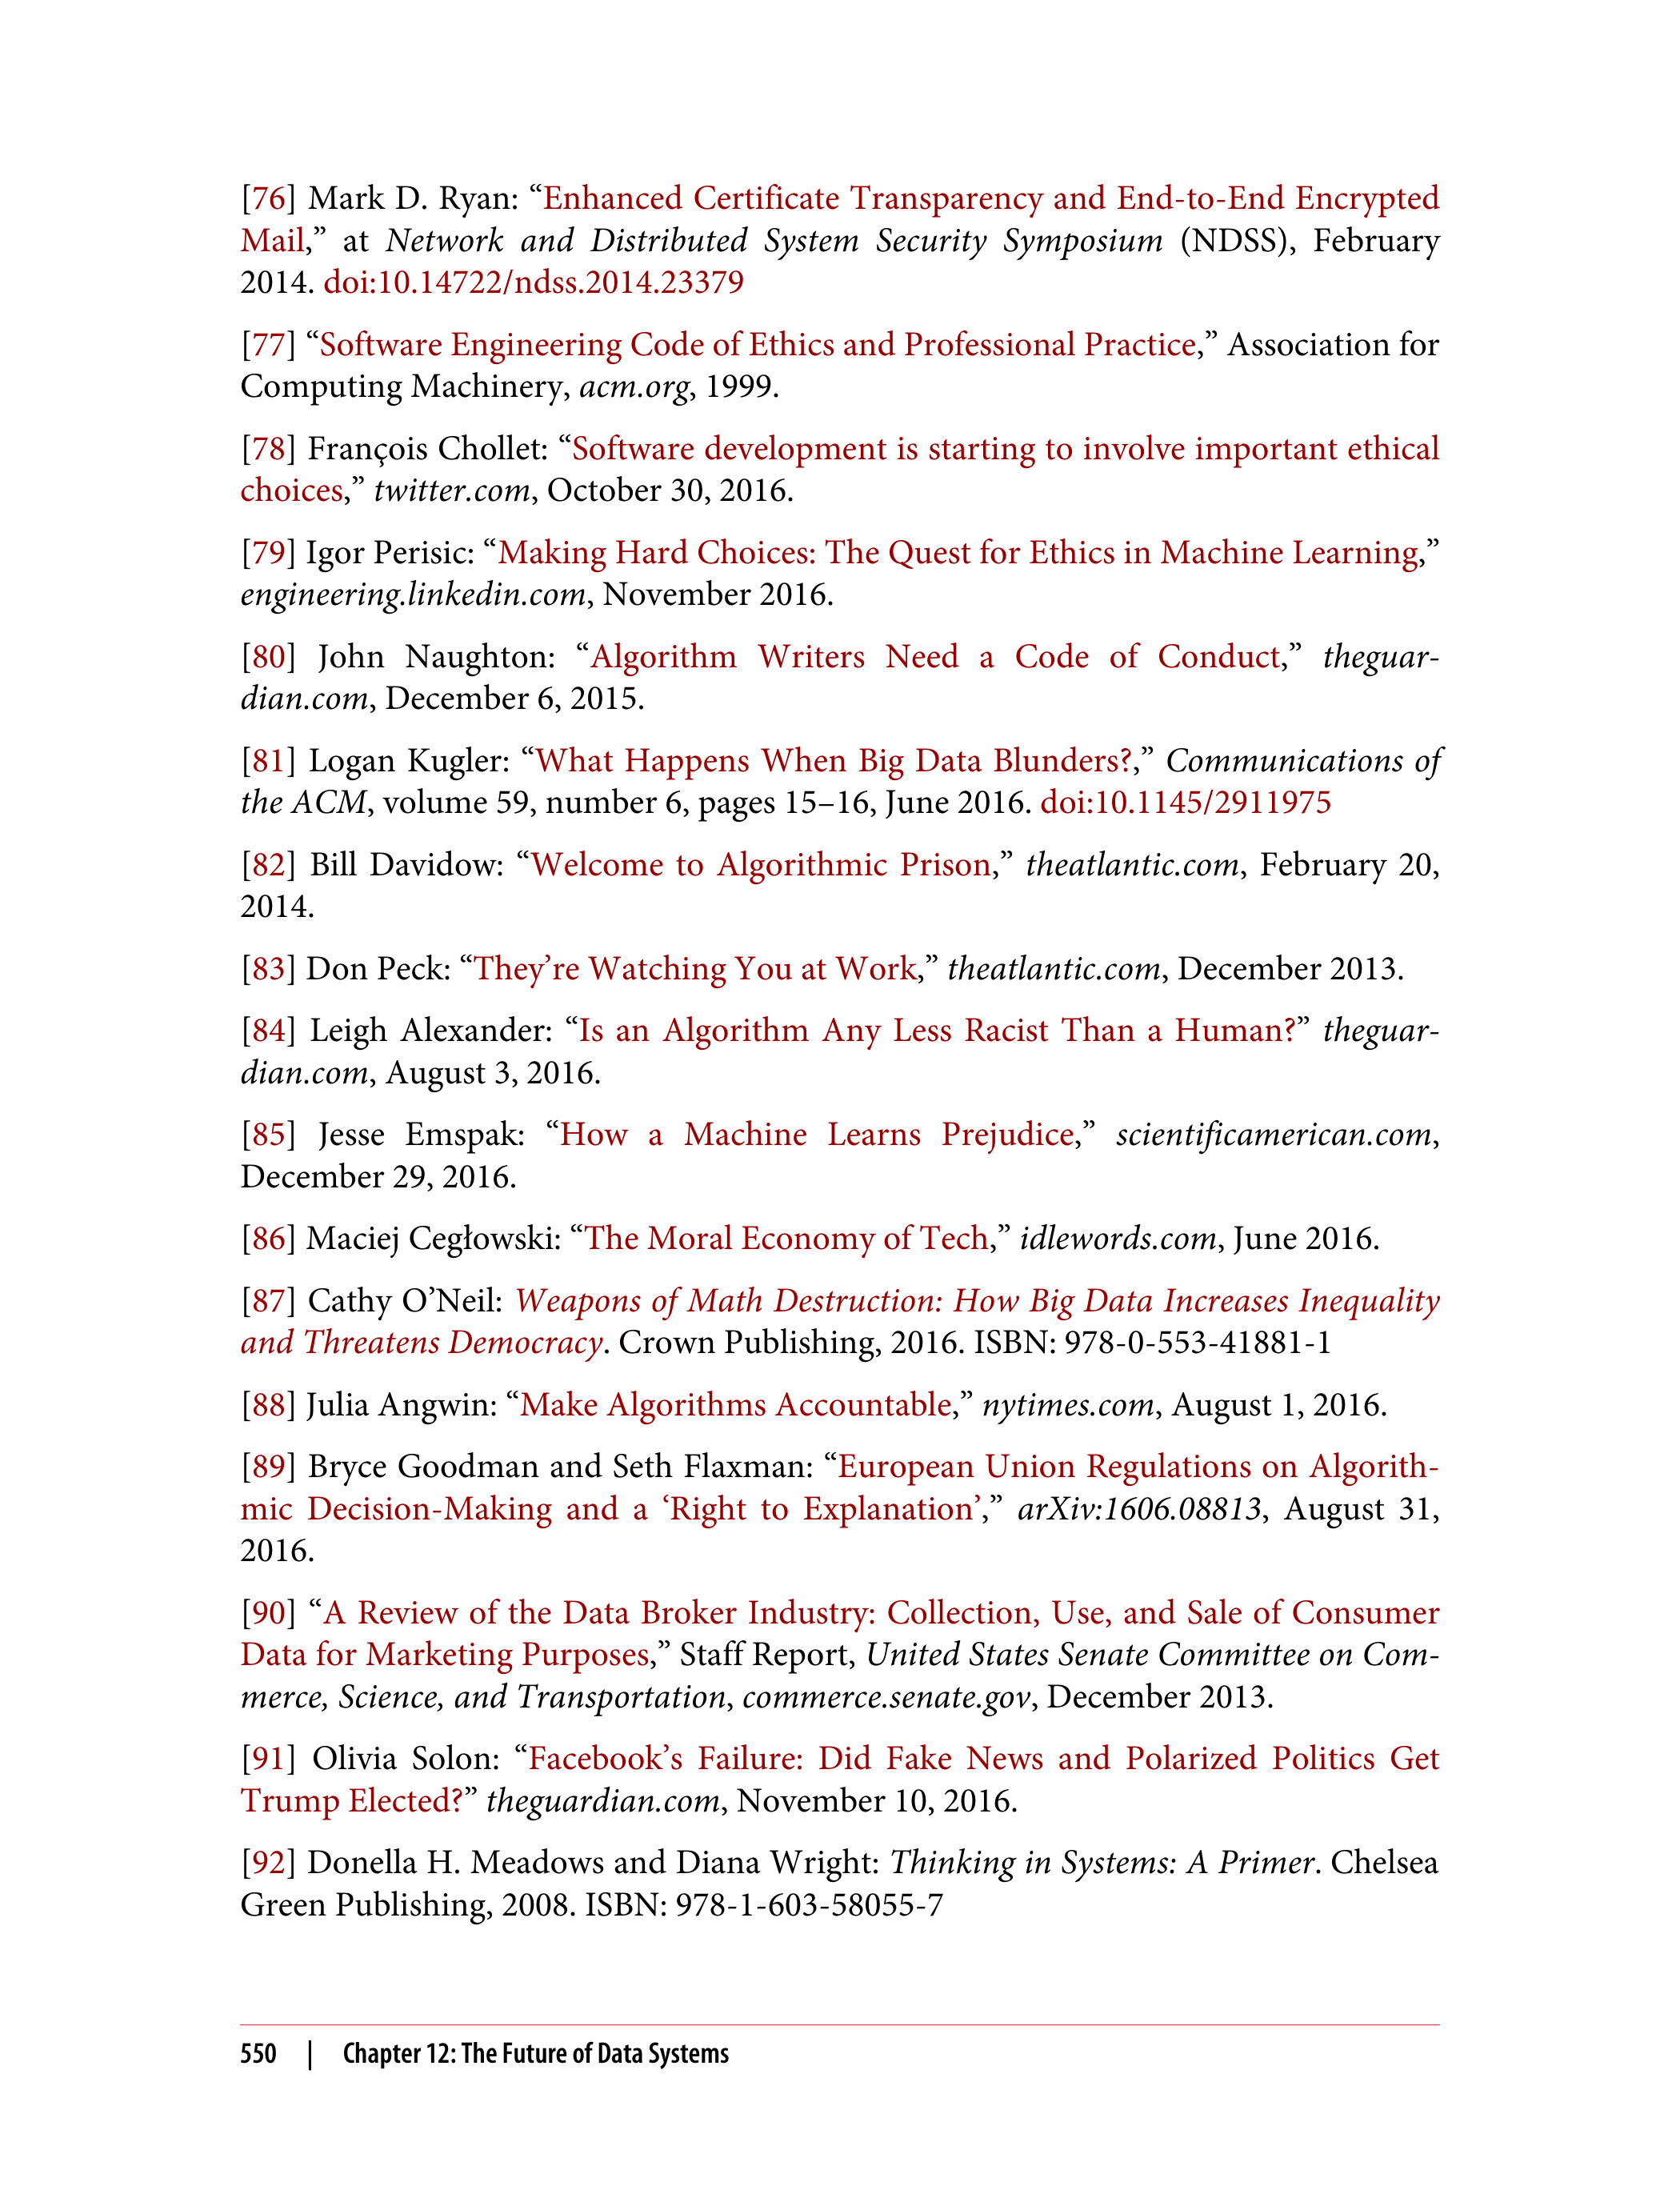 [76] Mark D. Ryan: “Enhanced Certificate Transparency and End-to-End Encrypted
Mail,” at Network and Distributed System Security Symposium (NDSS), February
2014. doi:10.14722/ndss.2014.23379
[77] “Software Engineering Code of Ethics and Professional Practice,” Association for
Computing Machinery, acm.org, 1999.
[78] François Chollet: “Software development is starting to involve important ethical
choices,” twitter.com, October 30, 2016.
[79] Igor Perisic: “Making Hard Choices: The Quest for Ethics in Machine Learning,”
engineering.linkedin.com, November 2016.
[80] John Naughton: “Algorithm Writers Need a Code of Conduct,” theguar-
dian.com, December 6, 2015.
[81] Logan Kugler: “What Happens When Big Data Blunders?,” Communications of
the ACM, volume 59, number 6, pages 15–16, June 2016. doi:10.1145/2911975
[82] Bill Davidow: “Welcome to Algorithmic Prison,” theatlantic.com, February 20,
2014.
[83] Don Peck: “They’re Watching You at Work,” theatlantic.com, December 2013.
[84] Leigh Alexander: “Is an Algorithm Any Less Racist Than a Human?” theguar-
dian.com, August 3, 2016.
[85] Jesse Emspak: “How a Machine Learns Prejudice,” scientificamerican.com,
December 29, 2016.
[86] Maciej Cegłowski: “The Moral Economy of Tech,” idlewords.com, June 2016.
[87] Cathy O’Neil: Weapons of Math Destruction: How Big Data Increases Inequality
and Threatens Democracy. Crown Publishing, 2016. ISBN: 978-0-553-41881-1
[88] Julia Angwin: “Make Algorithms Accountable,” nytimes.com, August 1, 2016.
[89] Bryce Goodman and Seth Flaxman: “European Union Regulations on Algorith-
mic Decision-Making and a ‘Right to Explanation’,” arXiv:1606.08813, August 31,
2016.
[90] “A Review of the Data Broker Industry: Collection, Use, and Sale of Consumer
Data for Marketing Purposes,” Staff Report, United States Senate Committee on Com-
merce, Science, and Transportation, commerce.senate.gov, December 2013.
[91] Olivia Solon: “Facebook’s Failure: Did Fake News and Polarized Politics Get
Trump Elected?” theguardian.com, November 10, 2016.
[92] Donella H. Meadows and Diana Wright: Thinking in Systems: A Primer. Chelsea
Green Publishing, 2008. ISBN: 978-1-603-58055-7
550 | Chapter 12: The Future of Data Systems